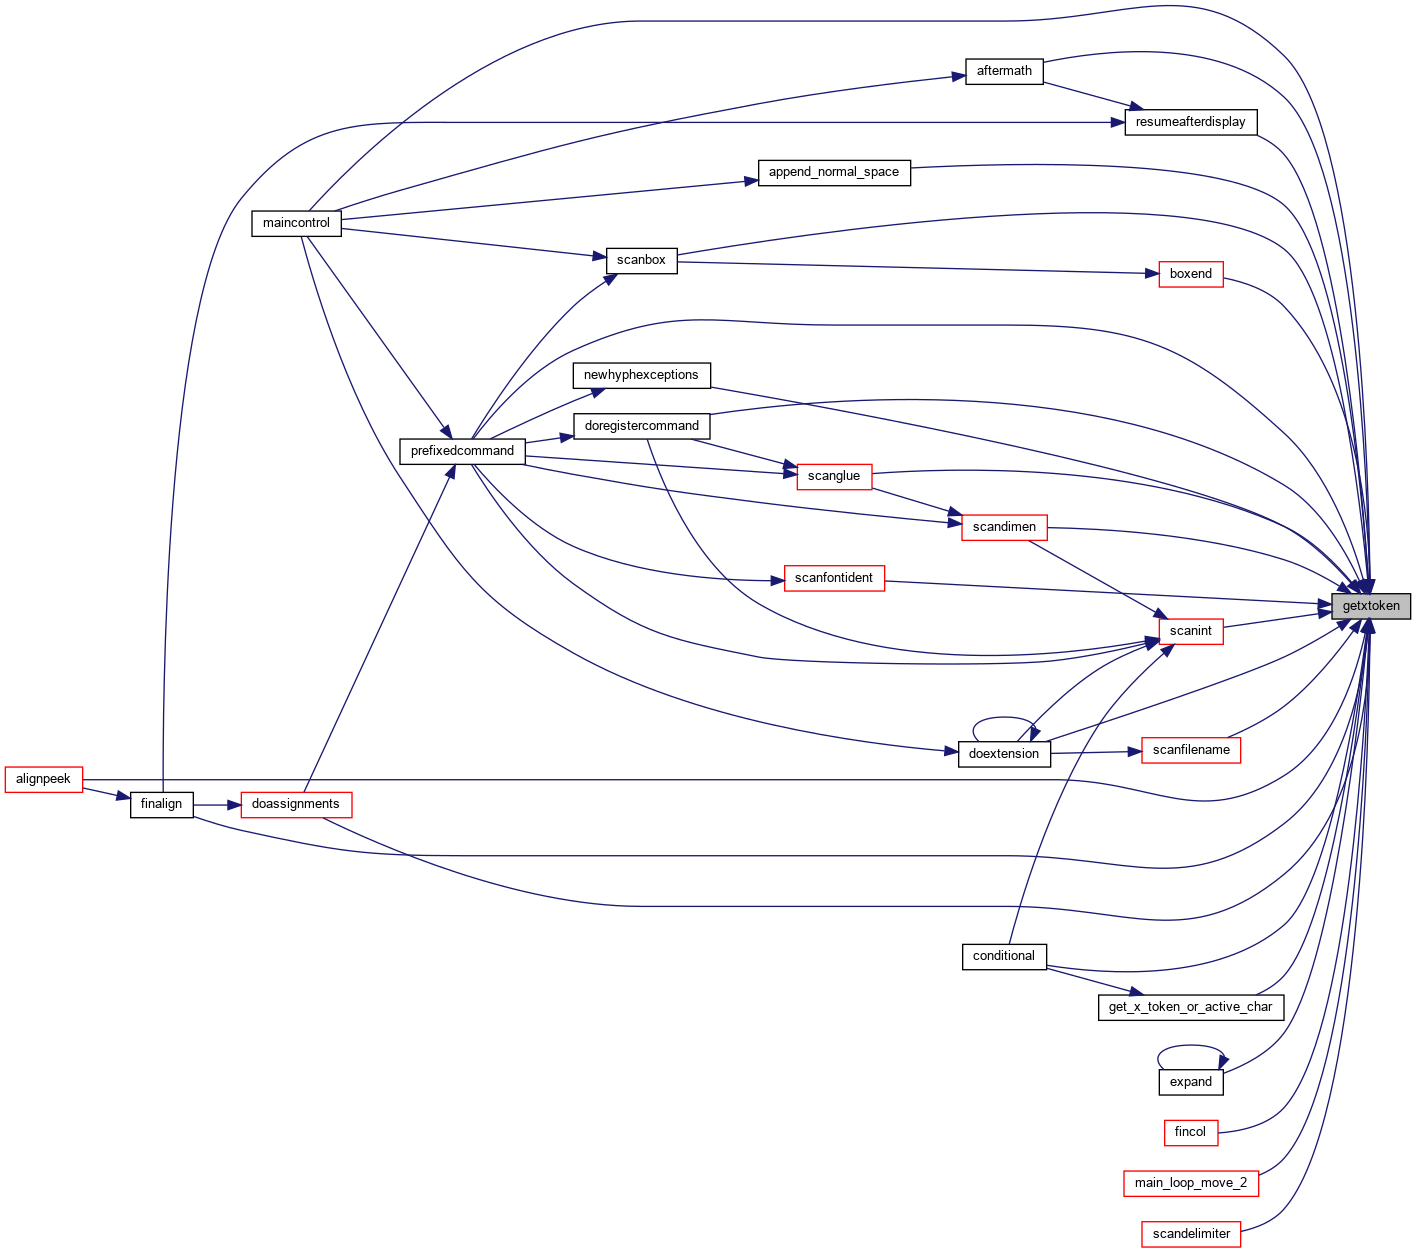 aftermath
resumeafterdisplay
append_normal_space
maincontrol
scanbox
boxend
newhyphexceptions
doregistercommand
prefixedcommand
scanglue
scandimen
scanfontident
getxtoken
scanint
scanfilename
doextension
alignpeek
finalign
doassignments
conditional
get_x_token_or_active_char
expand
fincol
main_loop_move_2
scandelimiter